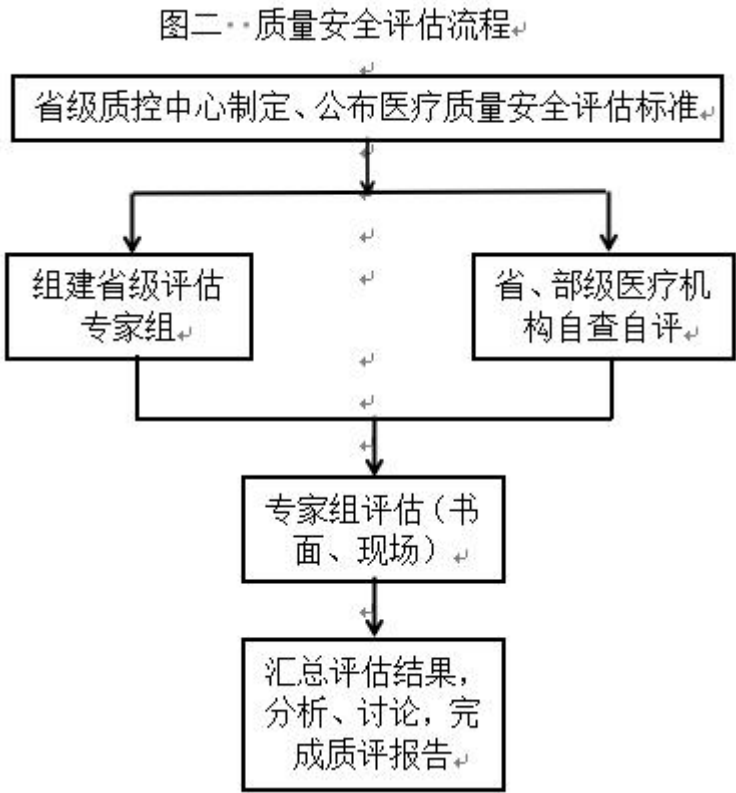 图二··质量安全评估流程
省级质控中心制定、公布医疗质量安全评估标准
组建省级评估
专家组
省、部级医疗机
构自查自评
专家组评估（书
面、现场）
汇总评估结果，
分析、讨论，完
成质评报告